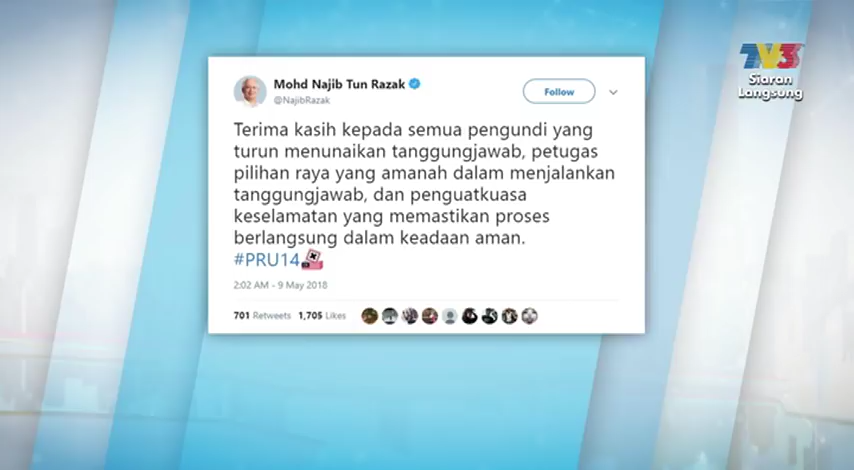 TV3
Siaran
Langsung
Mohd Najib Tun Razak
@NajibRazak
Follow
Terima kasih kepada semua pengundi yang
turun menunaikan tanggungjawab, petugas
pilihan raya yang amanah dalam menjalankan
tanggungjawab, dan penguatkuasa
keselamatan yang memastikan proses
berlangsung dalam keadaan aman.
#PRU14
2:02 AM - 9 May 2018
701 Retweets 1,705 Likes